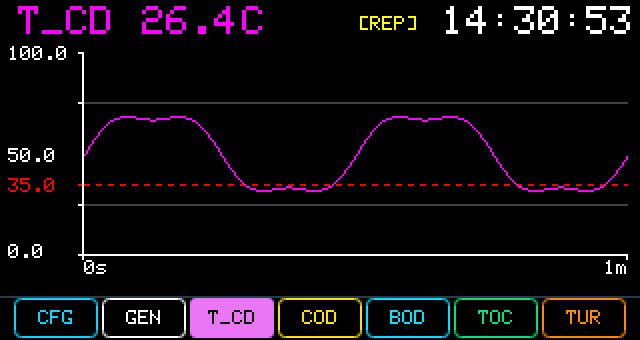 T_CD 26.4C [REP] 14:30:53
100.0
50.0
35.0
0.0
0s 1m
CFG GEN T_CD COD BOD TOC TUR